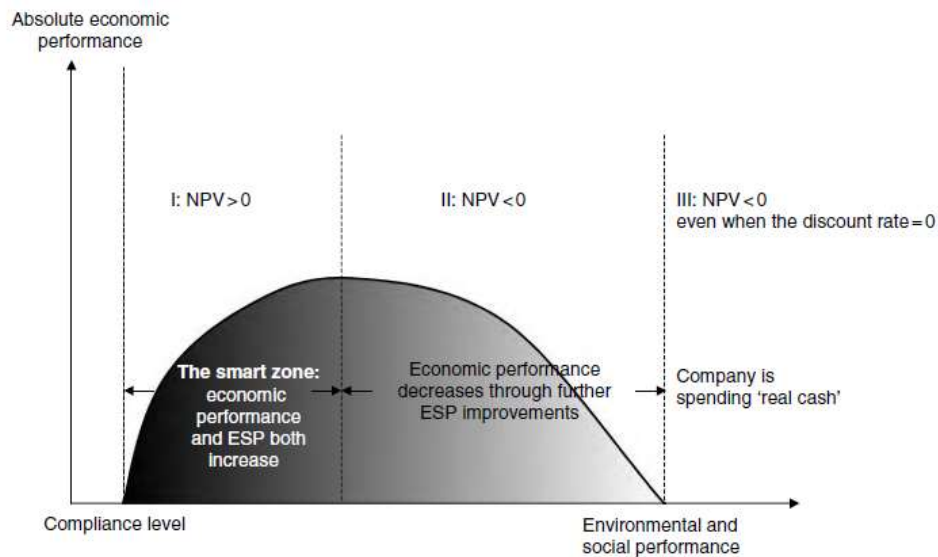 Absolute economic
performance
I: NPV > 0
II: NPV < 0
III: NPV < 0
even when the discount rate = 0
The smart zone:
economic
performance
and ESP both
increase
Economic performance
decreases through further
ESP improvements
Company is
spending ‘real cash’
Compliance level
Environmental and
social performance